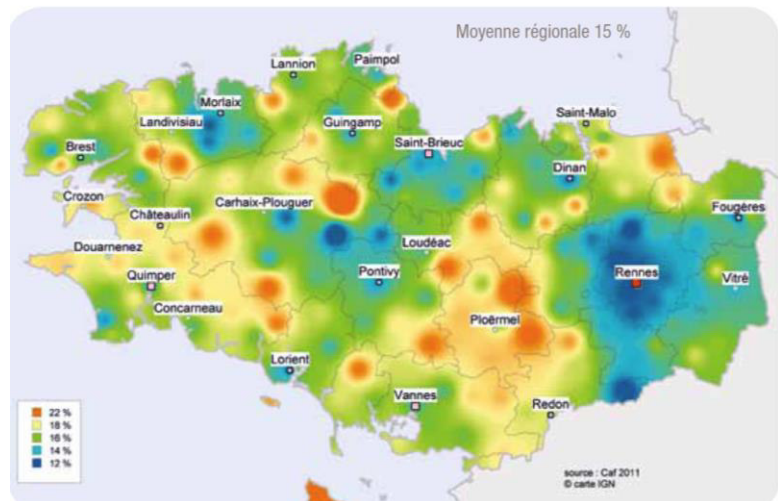 Moyenne régionale 15 %
Lannion
Paimpol
Morlaix
Landivisiau
Guingamp
Saint-Malo
Brest
Saint-Brieuc
Dinan
Crozon
Carhaix-Plouguer
Châteaulin
Fougères
Douarnenez
Loudéac
Quimper
Pontivy
Rennes
Vitré
Concarneau
Ploërmel
Lorient
Vannes
Redon
22 %
18 %
16 %
14 %
12 %
source : Caf 2011
© carte IGN